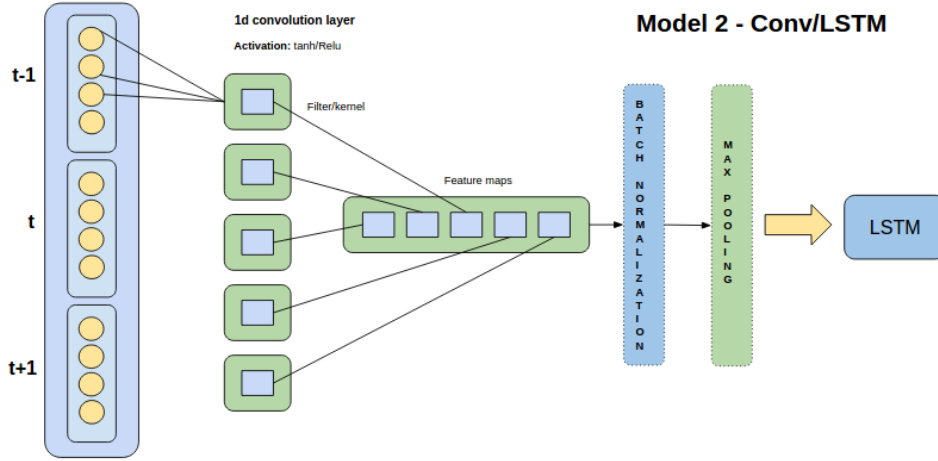 1d convolution layer
Activation: tanh/Relu
Model 2 - Conv/LSTM
t-1
t
t+1
Filter/kernel
Feature maps
BATCH NORMALIZATION
MAX POOLING
LSTM